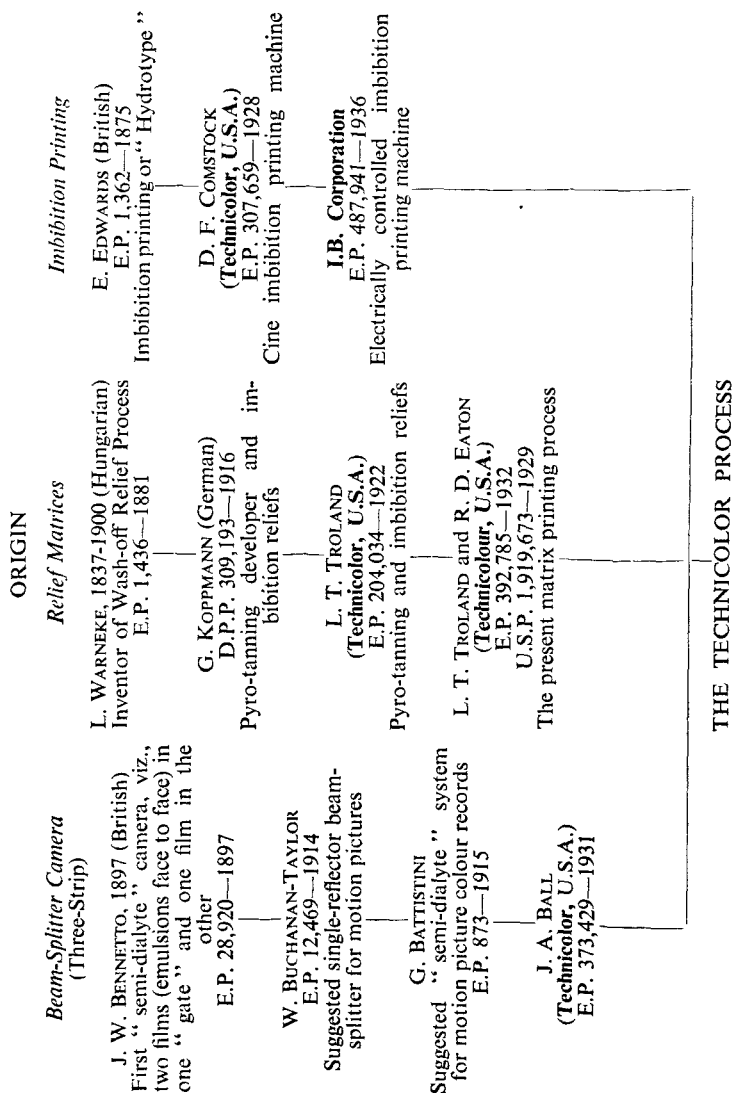 ORIGIN
Beam-Splitter Camera
(Three-Strip)
J. W. BENNETTO, 1897 (British)
First “ semi-dialyte ” camera, viz.,
two films (emulsions face to face) in
one “ gate ” and one film in the
other
E.P. 28,920—1897
W. BUCHANAN-TAYLOR
E.P. 12,469—1914
Suggested single-reflector beam-
splitter for motion pictures
G. BATTISTINI
Suggested “ semi-dialyte ” system
for motion picture colour records
E.P. 873—1915
J. A. BALL
(Technicolor, U.S.A.)
E.P. 373,429—1931
Relief Matrices
L. WARNEKE, 1837-1900 (Hungarian)
Inventor of Wash-off Relief Process
E.P. 1,436—1881
G. KOPPMANN (German)
D.P.P. 309,193—1916
Pyro-tanning developer and im-
bibition reliefs
L. T. TROLAND
(Technicolor, U.S.A.)
E.P. 204,034—1922
Pyro-tanning and imbibition reliefs
L. T. TROLAND and R. D. EATON
(Technicolour, U.S.A.)
E.P. 392,785—1932
U.S.P. 1,919,673—1929
The present matrix printing process
Imbibition Printing
E. EDWARDS (British)
E.P. 1,362—1875
Imbibition printing or “ Hydrotype ”
D. F. COMSTOCK
(Technicolor, U.S.A.)
E.P. 307,659—1928
Cine imbibition printing machine
I.B. Corporation
E.P. 487,941—1936
Electrically controlled imbibition
printing machine
THE TECHNICOLOR PROCESS